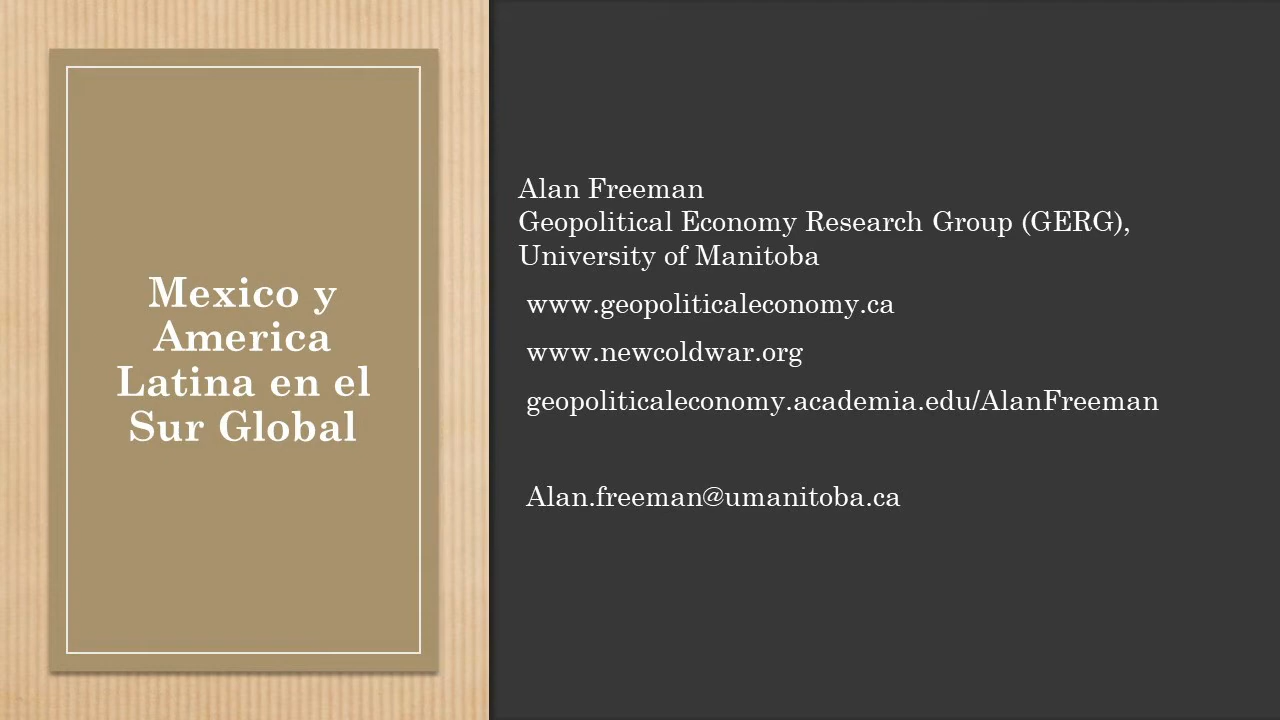 Mexico y
America
Latina en el
Sur Global
Alan Freeman
Geopolitical Economy Research Group (GERG),
University of Manitoba
www.geopoliticaleconomy.ca
www.newcoldwar.org
geopoliticaleconomy.academia.edu/AlanFreeman
Alan.freeman@umanitoba.ca